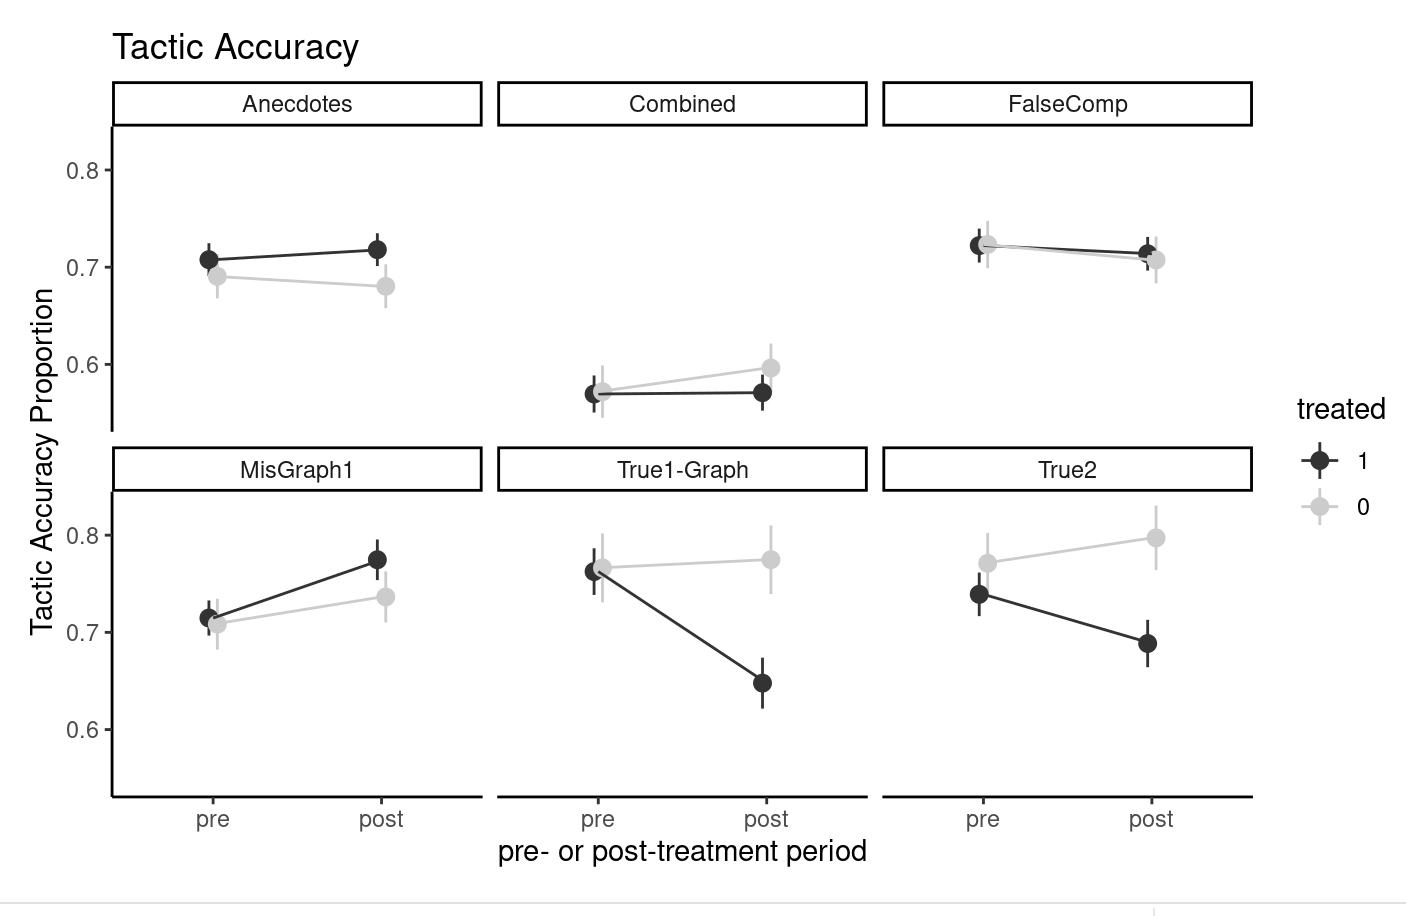 Tactic Accuracy
Anecdotes
Combined
FalseComp
0.8
0.7
0.6
Tactic Accuracy Proportion
MisGraph1
True1-Graph
True2
0.8
0.7
0.6
pre
post
pre
post
pre
post
pre- or post-treatment period
treated
1
0